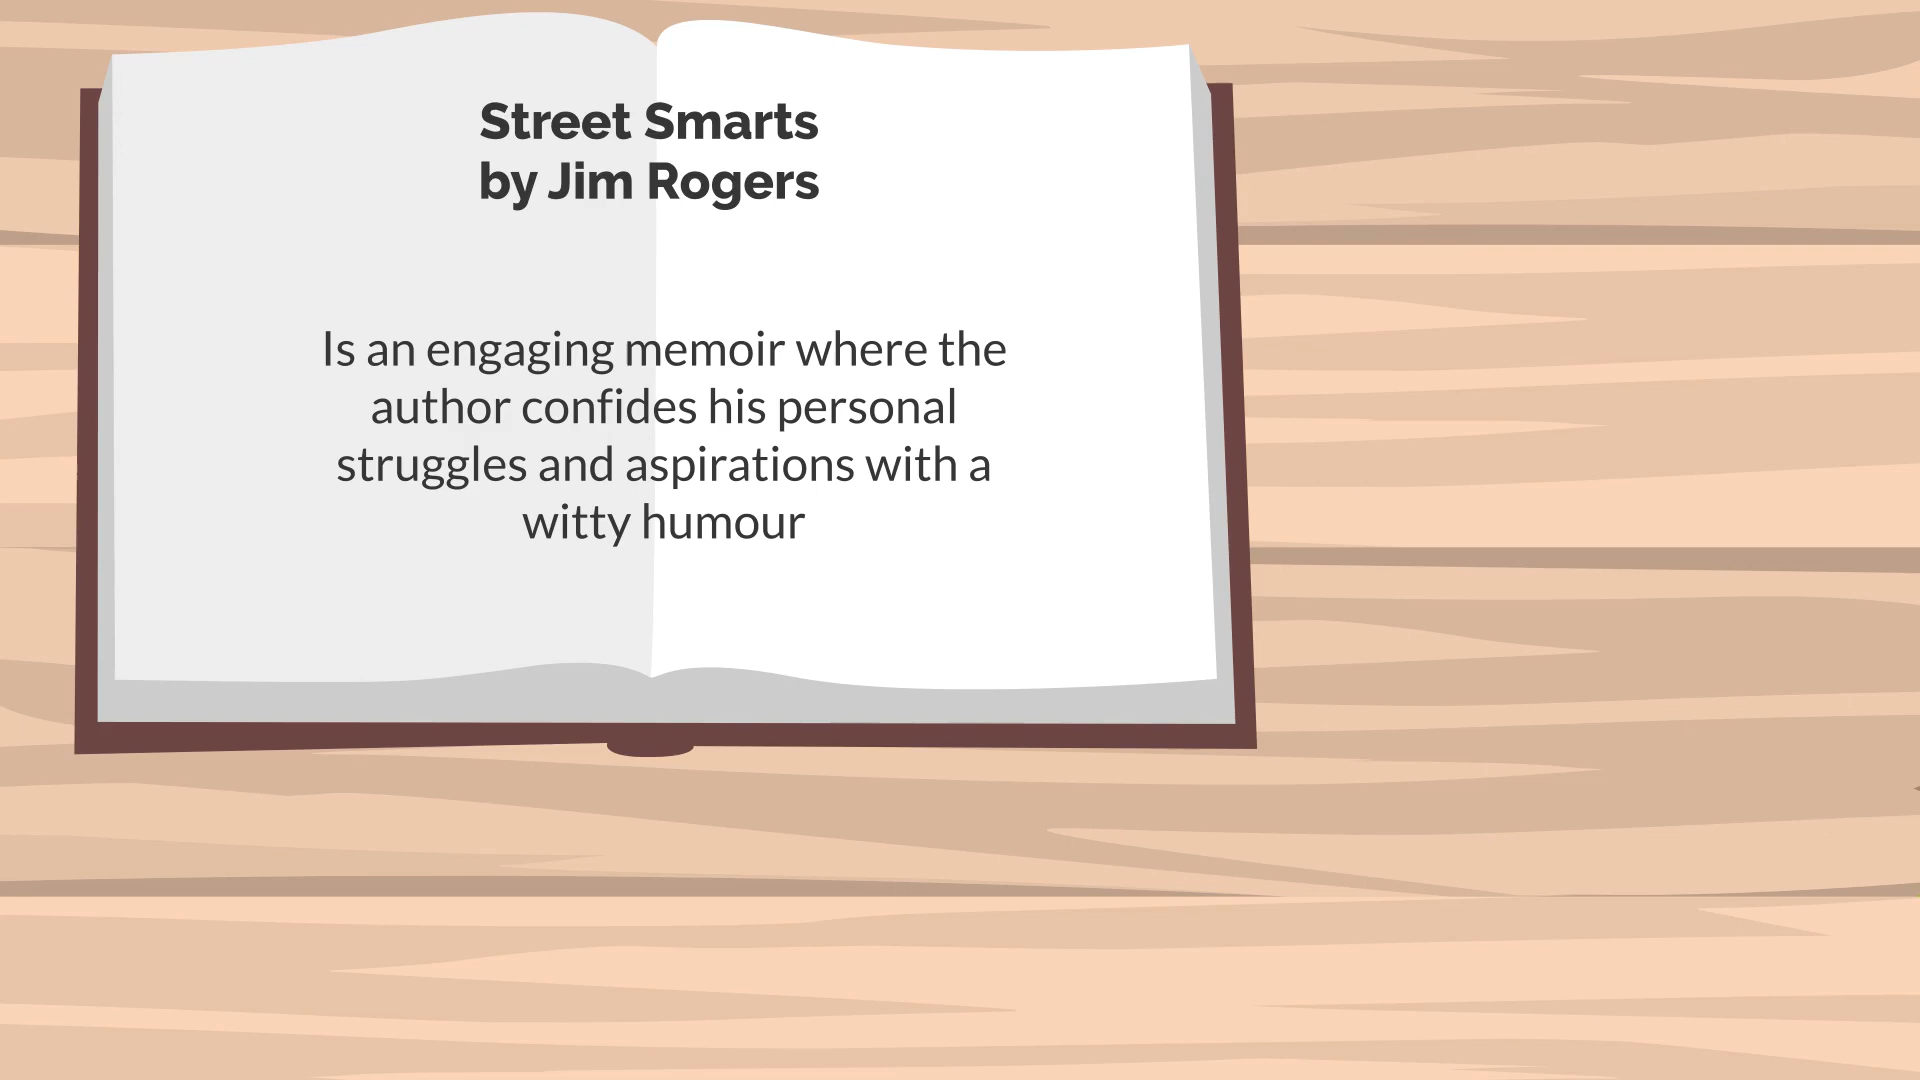 Street Smarts
by Jim Rogers
Is an engaging memoir where the
author confides his personal
struggles and aspirations with a
witty humour